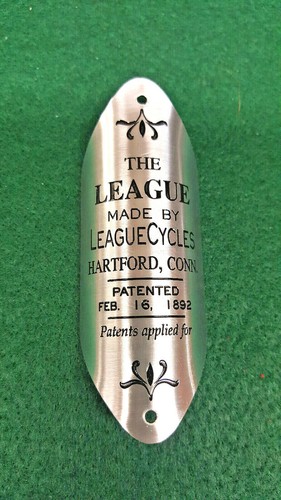 THE
LEAGUE
MADE BY
LEAGUECYCLES
HARTFORD, CONN.
PATENTED
FEB. 16, 1892
Patents applied for